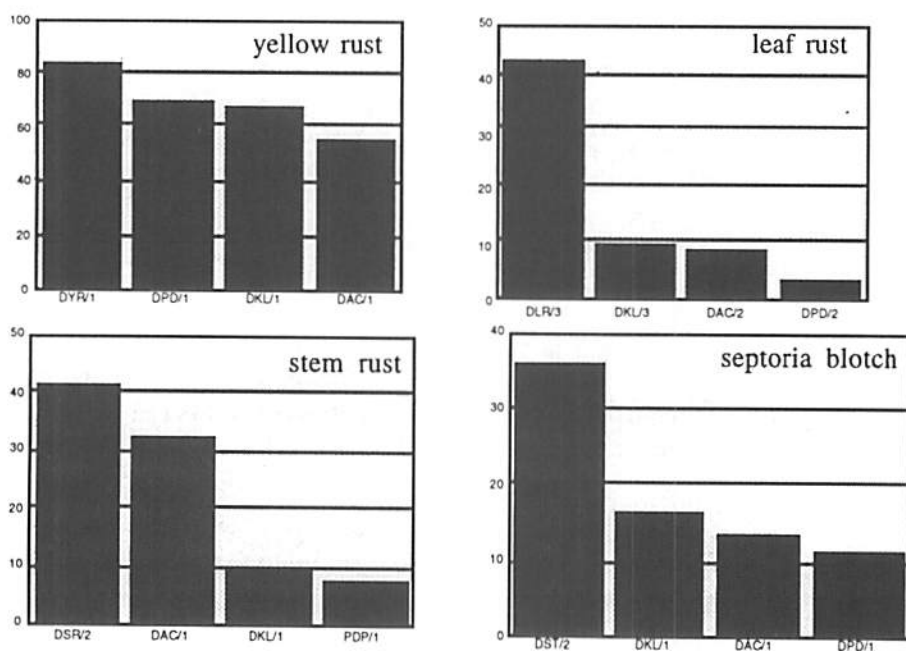 yellow rust
100
80
60
40
20
0
DYR/1 DPD/1 DKL/1 DAC/1
leaf rust
50
40
30
20
10
0
DLR/3 DKL/3 DAC/2 DPD/2
stem rust
50
40
30
20
10
0
DSR/2 DAC/1 DKL/1 PDP/1
septoria blotch
40
30
20
10
0
DST/2 DKL/1 DAC/1 DPD/1